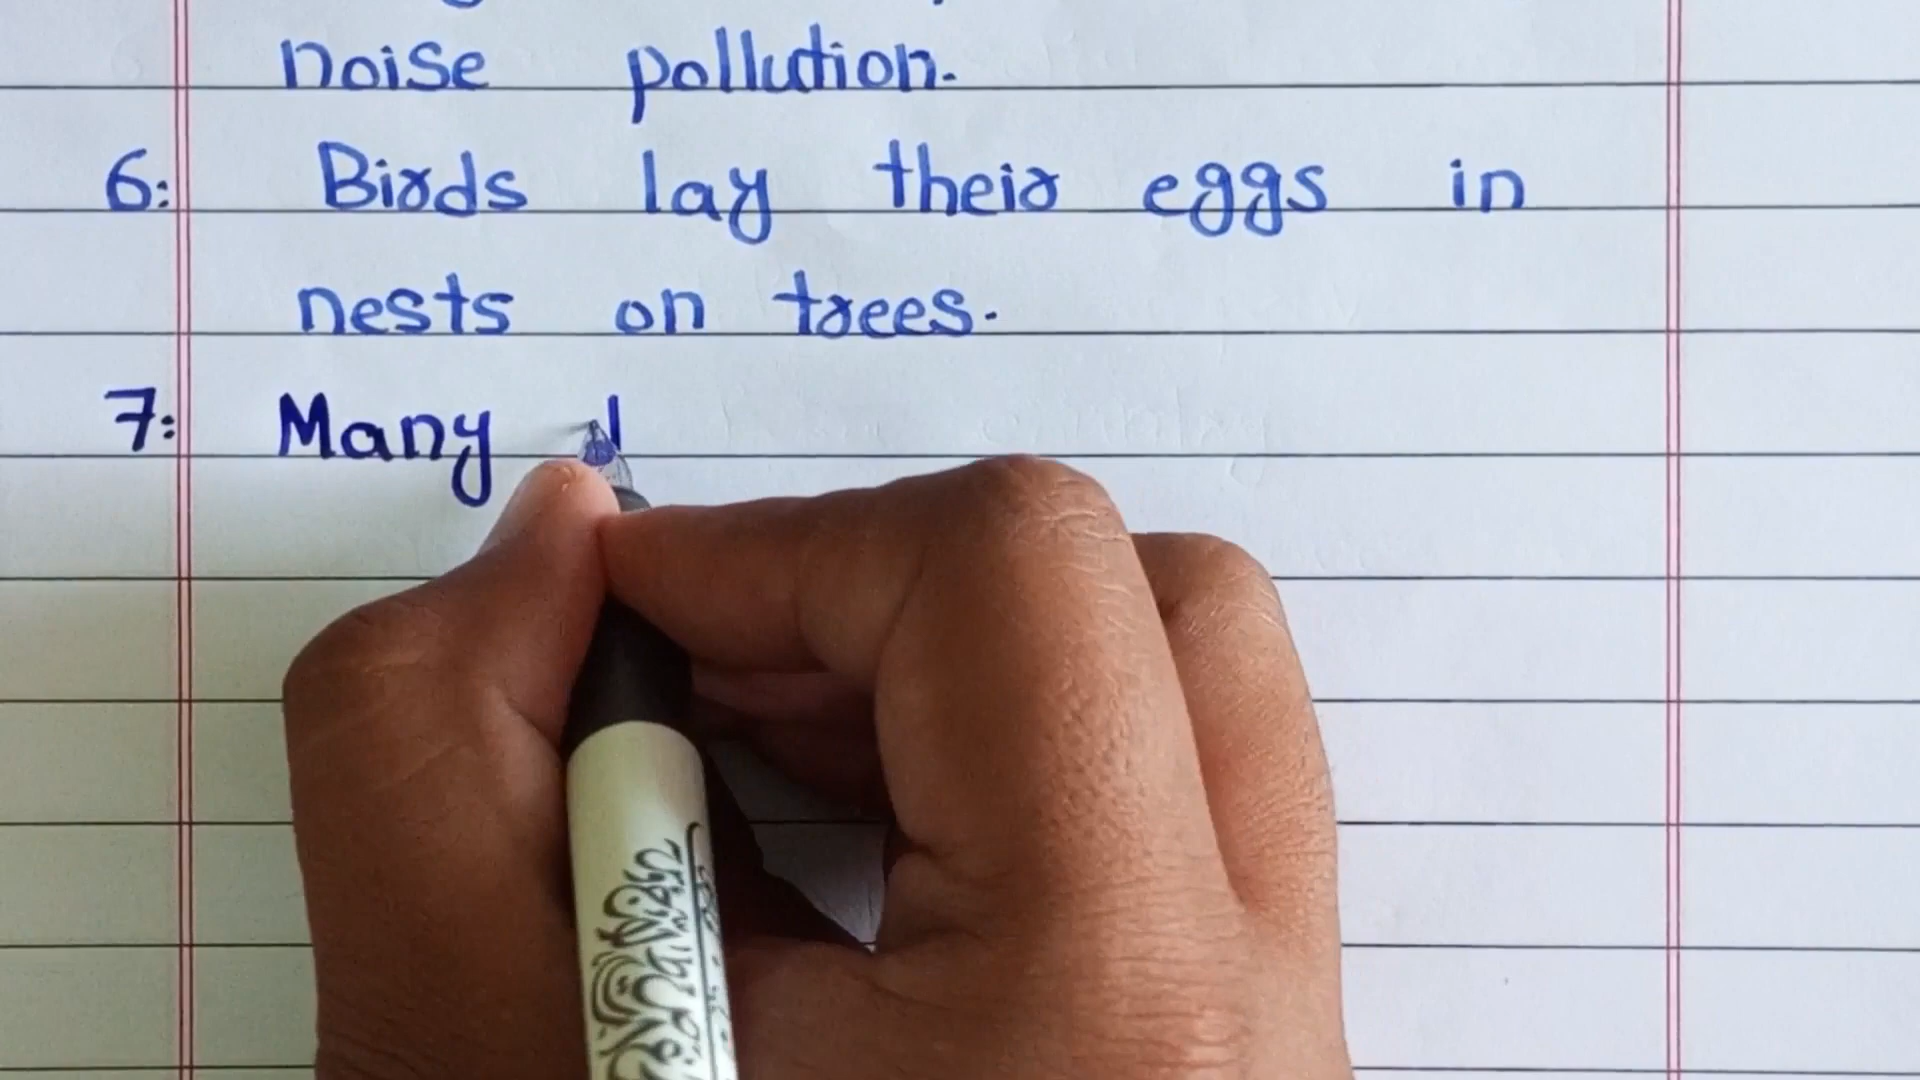 noise pollution.
6: Birds lay their eggs in
nests on trees.
7: Many